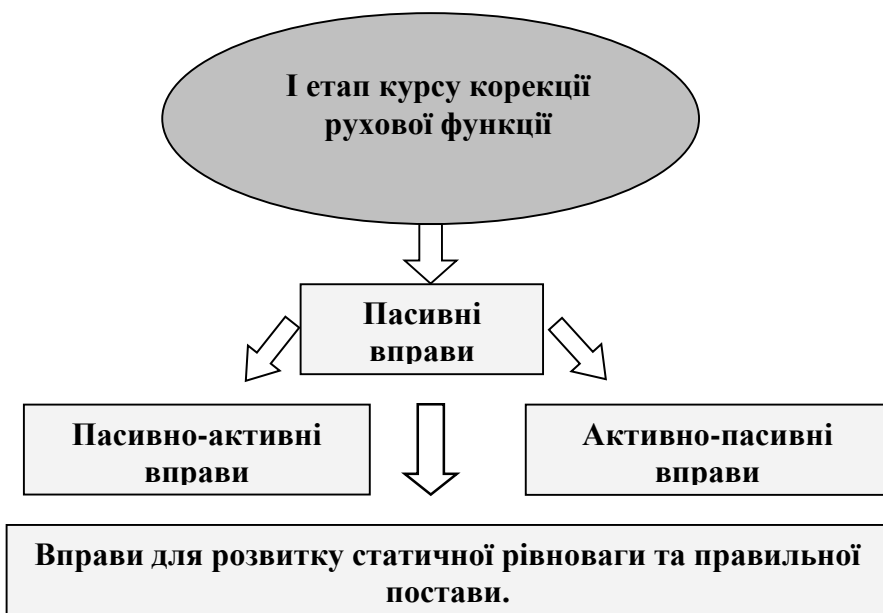 І етап курсу корекції
рухової функції
Пасивні
вправи
Пасивно-активні
вправи
Активно-пасивні
вправи
Вправи для розвитку статичної рівноваги та правильної
постави.